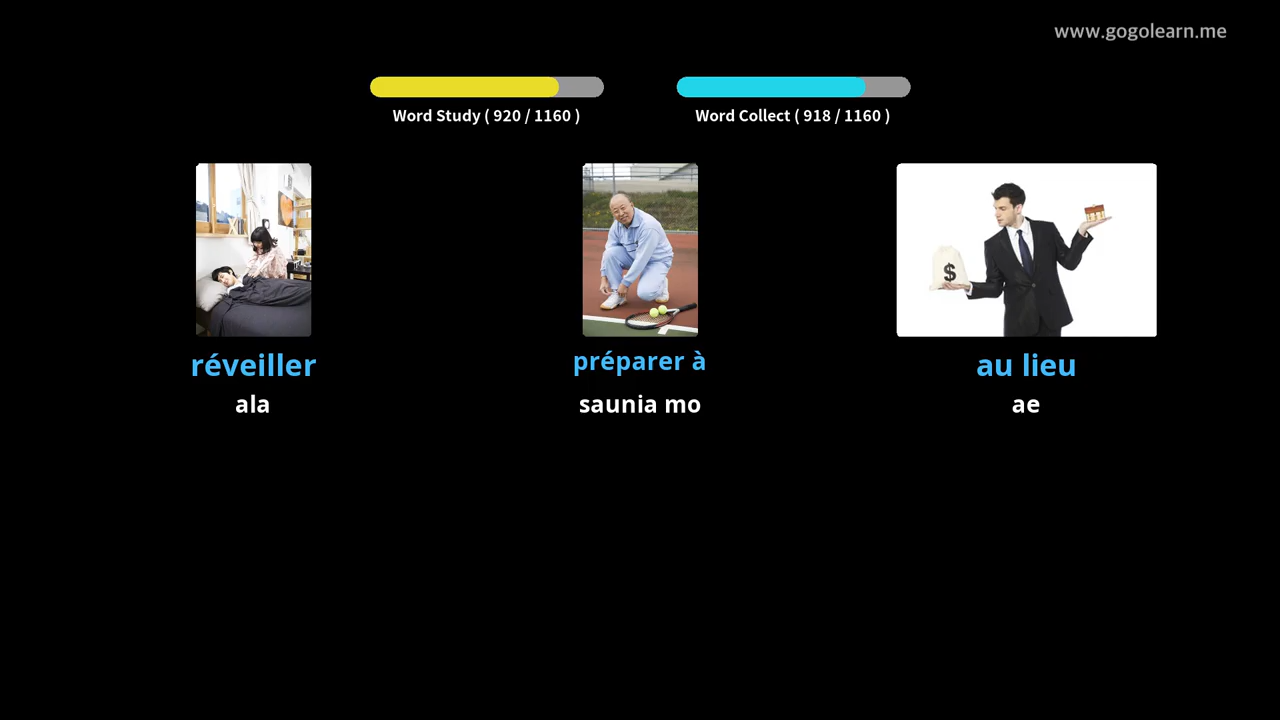 www.gogolearn.me
Word Study ( 920 / 1160 )
Word Collect ( 918 / 1160 )
réveiller
ala
préparer à
saunia mo
au lieu
ae
$